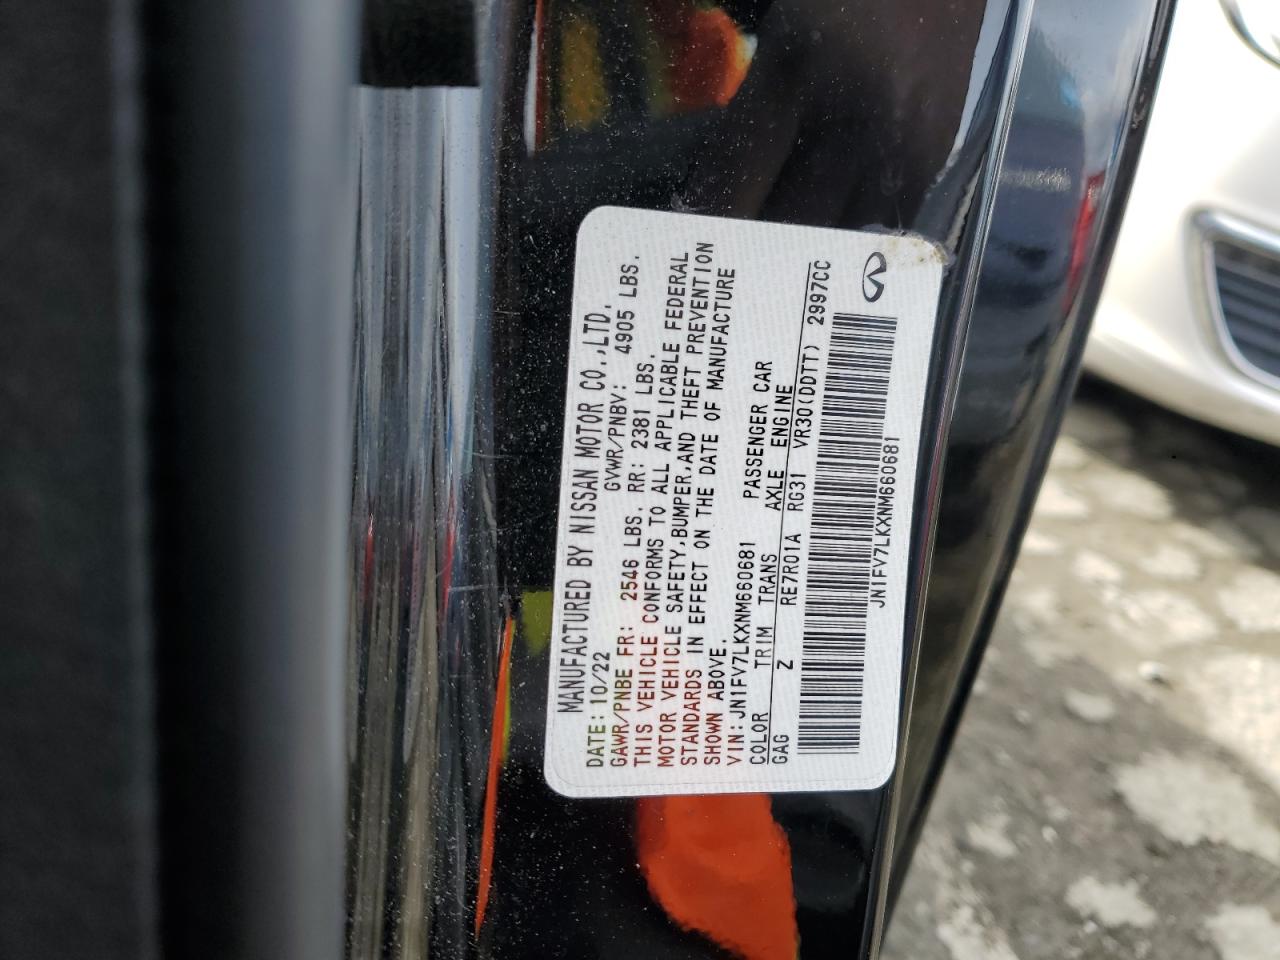 MANUFACTURED BY NISSAN MOTOR CO.,LTD.
DATE: 10/22 GVWR/PNBV: 4905 LBS.
GAWR/PNBE FR: 2546 LBS. RR: 2381 LBS.
THIS VEHICLE CONFORMS TO ALL APPLICABLE FEDERAL
MOTOR VEHICLE SAFETY,BUMPER,AND THEFT PREVENTION
STANDARDS IN EFFECT ON THE DATE OF MANUFACTURE
SHOWN ABOVE.
VIN:JN1FV7LKXNM660681 PASSENGER CAR
COLOR TRIM TRANS AXLE ENGINE
GAG Z RE7R01A RG31 VR30(DDTT) 2997CC
JN1FV7LKXNM660681